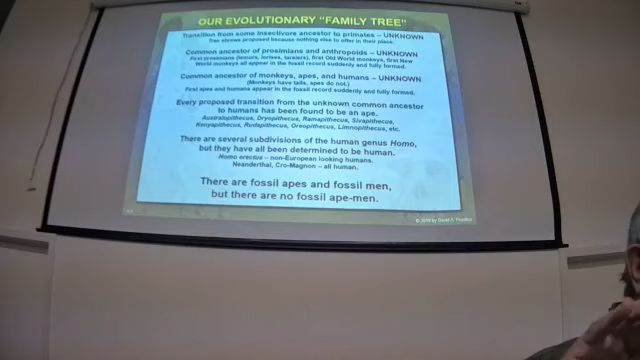 OUR EVOLUTIONARY "FAMILY TREE"
Transition from some insectivore ancestor to primates – UNKNOWN
Tree shrews proposed because nothing else to offer in their place.
Common ancestor of prosimians and anthropoids – UNKNOWN
First prosimians (lemurs, lorises, tarsiers), first Old World monkeys, first New
World monkeys all appear in the fossil record suddenly and fully formed.
Common ancestor of monkeys, apes, and humans – UNKNOWN
(Monkeys have tails, apes do not.)
First apes and humans appear in the fossil record suddenly and fully formed.
Every proposed transition from the unknown common ancestor
to humans has been found to be an ape.
Australopithecus, Dryopithecus, Ramapithecus, Sivapithecus,
Kenyapithecus, Rudapithecus, Oreopithecus, Limnopithecus, etc.
There are several subdivisions of the human genus Homo,
but they have all been determined to be human.
Homo erectus – non-European looking humans.
Neanderthal, Cro-Magnon – all human.
There are fossil apes and fossil men,
but there are no fossil ape-men.
by David A.